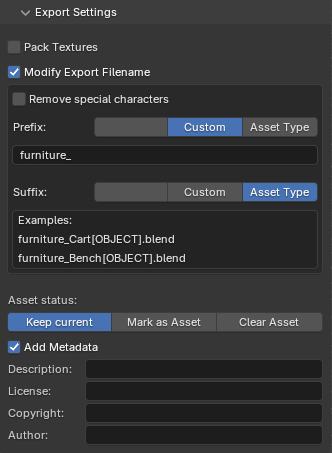 Export Settings
Pack Textures
Modify Export Filename
Remove special characters
Prefix: Custom Asset Type
furniture_
Suffix: Custom Asset Type
Examples:
furniture_Cart[OBJECT].blend
furniture_Bench[OBJECT].blend
Asset status:
Keep current Mark as Asset Clear Asset
Add Metadata
Description:
License:
Copyright:
Author: